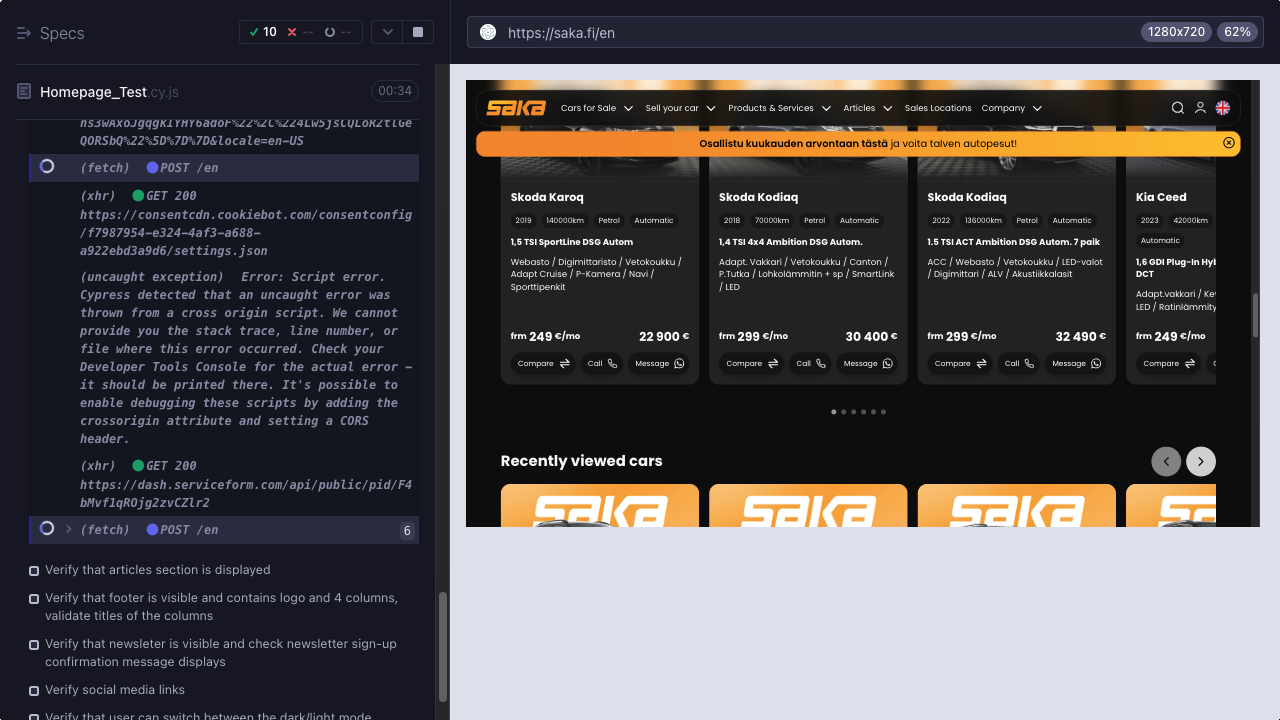 Specs
10
--
--
https://saka.fi/en
1280x720
62%
Homepage_Test.cy.js
00:34
QORSbQ%22%5D%7D%7D&locale=en-US
(fetch) POST /en
(xhr) GET 200
https://consentcdn.cookiebot.com/consentconfig
/f7987954-e324-4af3-a688-
a922ebd3a9d6/settings.json
(uncaught exception) Error: Script error.
Cypress detected that an uncaught error was
thrown from a cross origin script. We cannot
provide you the stack trace, line number, or
file where this error occurred. Check your
Developer Tools Console for the actual error –
it should be printed there. It's possible to
enable debugging these scripts by adding the
crossorigin attribute and setting a CORS
header.
(xhr) GET 200
https://dash.serviceform.com/api/public/pid/F4
bMvf1qROjg2zvCZlr2
(fetch) POST /en
6
Verify that articles section is displayed
Verify that footer is visible and contains logo and 4 columns,
validate titles of the columns
Verify that newsleter is visible and check newsletter sign-up
confirmation message displays
Verify social media links
Verify that user can switch between the dark/light mode
saka
Cars for Sale
Sell your car
Products & Services
Articles
Sales Locations
Company
Osallistu kuukauden arvontaan tästä ja voita talven autopesut!
Skoda Karoq
2019
140000km
Petrol
Automatic
1,5 TSI SportLine DSG Autom
Webasto / Digimittaristo / Vetokoukku /
Adapt Cruise / P-Kamera / Navi /
Sporttipenkit
frm 249 €/mo
22 900 €
Compare
Call
Message
Skoda Kodiaq
2018
70000km
Petrol
Automatic
1,4 TSI 4x4 Ambition DSG Autom.
Adapt. Vakkari / Vetokoukku / Canton /
P.Tutka / Lohkolämmitin + sp / SmartLink
/ LED
frm 299 €/mo
30 400 €
Compare
Call
Message
Skoda Kodiaq
2022
136000km
Petrol
Automatic
1.5 TSI ACT Ambition DSG Autom. 7 paik
ACC / Webasto / Vetokoukku / LED-valot
/ Digimittari / ALV / Akustiikkalasit
frm 299 €/mo
32 490 €
Compare
Call
Message
Kia Ceed
2023
42000km
Automatic
1,6 GDI Plug-In Hyb
DCT
Adapt.vakkari / Key
LED / Ratinlämmity
frm 249 €/mo
Compare
Recently viewed cars
saka
saka
saka